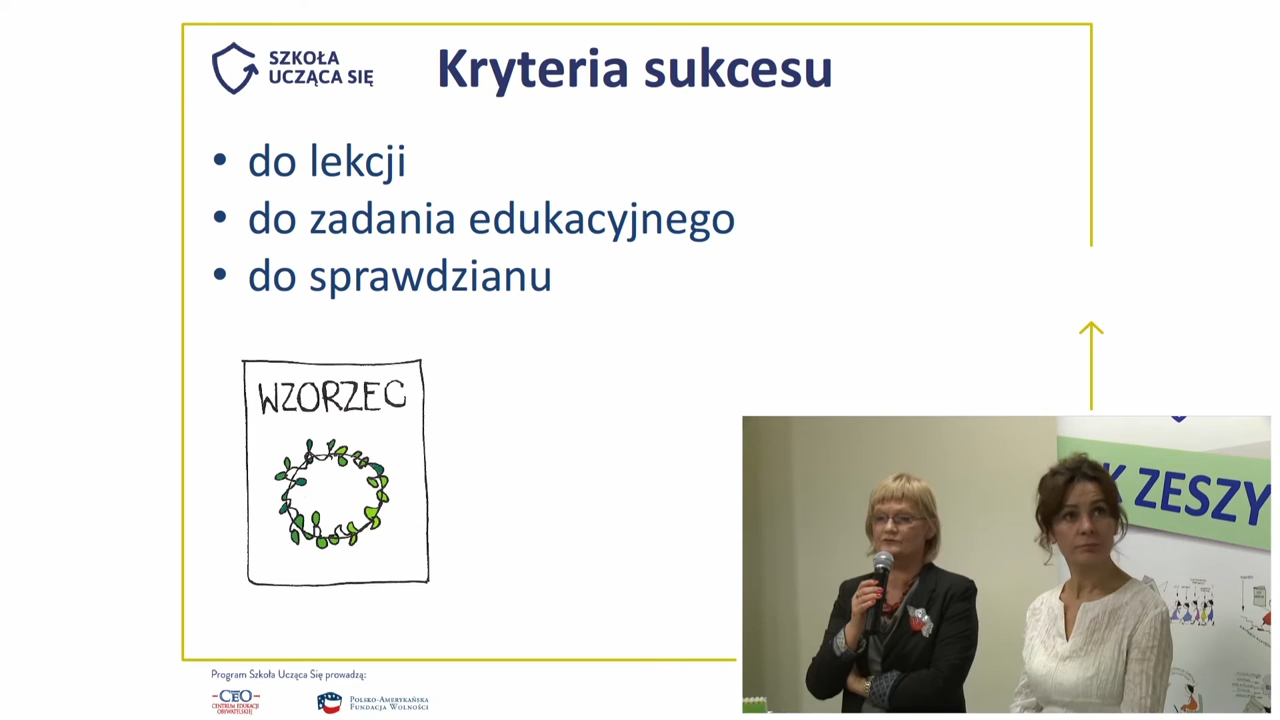 SZKOŁA
UCZĄCA SIĘ
Kryteria sukcesu
• do lekcji
• do zadania edukacyjnego
• do sprawdzianu
WZORZEC
K ZESZY
Program Szkoła Ucząca Się prowadzą:
CEO
CENTRUM EDUKACJI
OBYWATELSKIEJ
POLSKO-AMERYKAŃSKA
FUNDACJA WOLNOŚCI